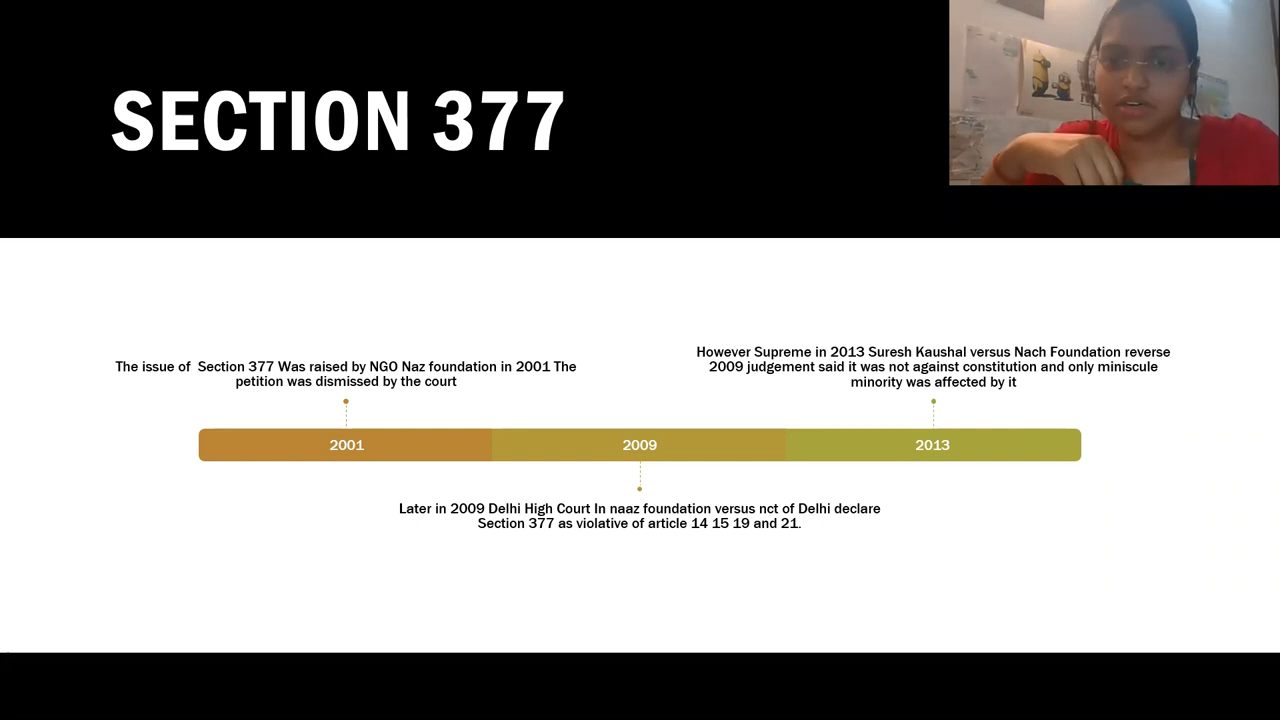 SECTION 377
The issue of Section 377 Was raised by NGO Naz foundation in 2001 The
petition was dismissed by the court
However Supreme in 2013 Suresh Kaushal versus Nach Foundation reverse
2009 judgement said it was not against constitution and only miniscule
minority was affected by it
2001
2009
2013
Later in 2009 Delhi High Court In naaz foundation versus nct of Delhi declare
Section 377 as violative of article 14 15 19 and 21.